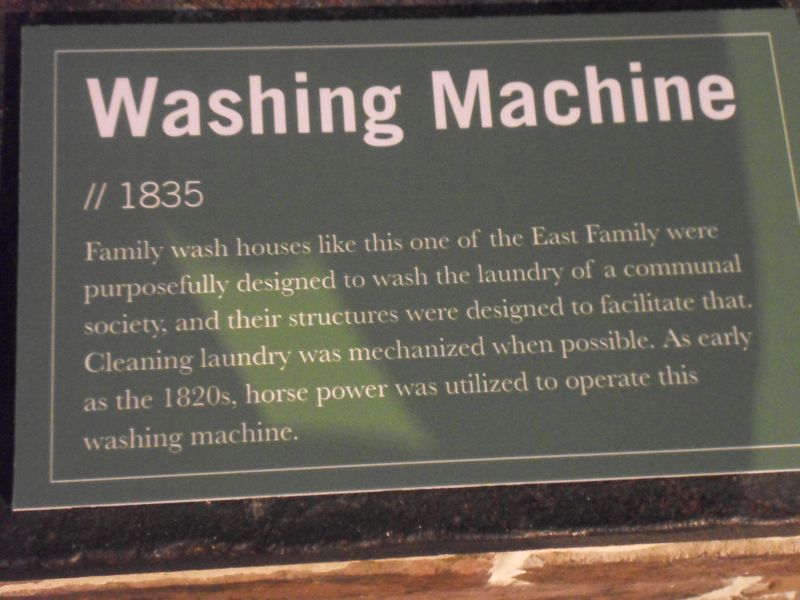 Washing Machine
// 1835
Family wash houses like this one of the East Family were
purposefully designed to wash the laundry of a communal
society, and their structures were designed to facilitate that.
Cleaning laundry was mechanized when possible. As early
as the 1820s, horse power was utilized to operate this
washing machine.